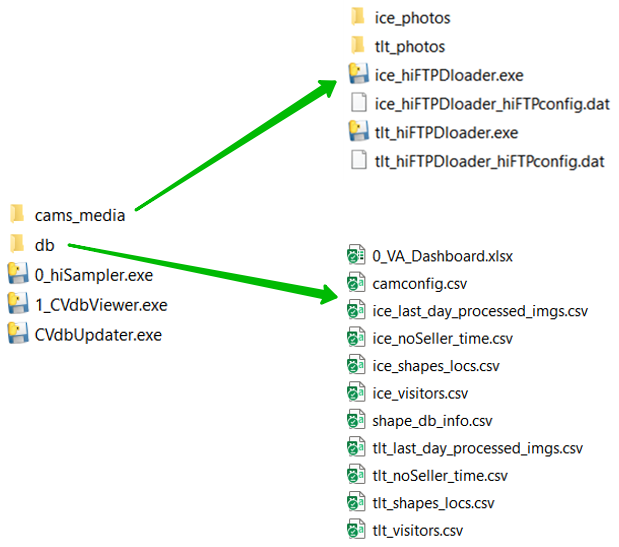 cams_media
db
0_hiSampler.exe
1_CVdbViewer.exe
CVdbUpdater.exe
ice_photos
tlt_photos
ice_hiFTPDloader.exe
ice_hiFTPDloader_hiFTPconfig.dat
tlt_hiFTPDloader.exe
tlt_hiFTPDloader_hiFTPconfig.dat
0_VA_Dashboard.xlsx
camconfig.csv
ice_last_day_processed_imgs.csv
ice_noSeller_time.csv
ice_shapes_locs.csv
ice_visitors.csv
shape_db_info.csv
tlt_last_day_processed_imgs.csv
tlt_noSeller_time.csv
tlt_shapes_locs.csv
tlt_visitors.csv